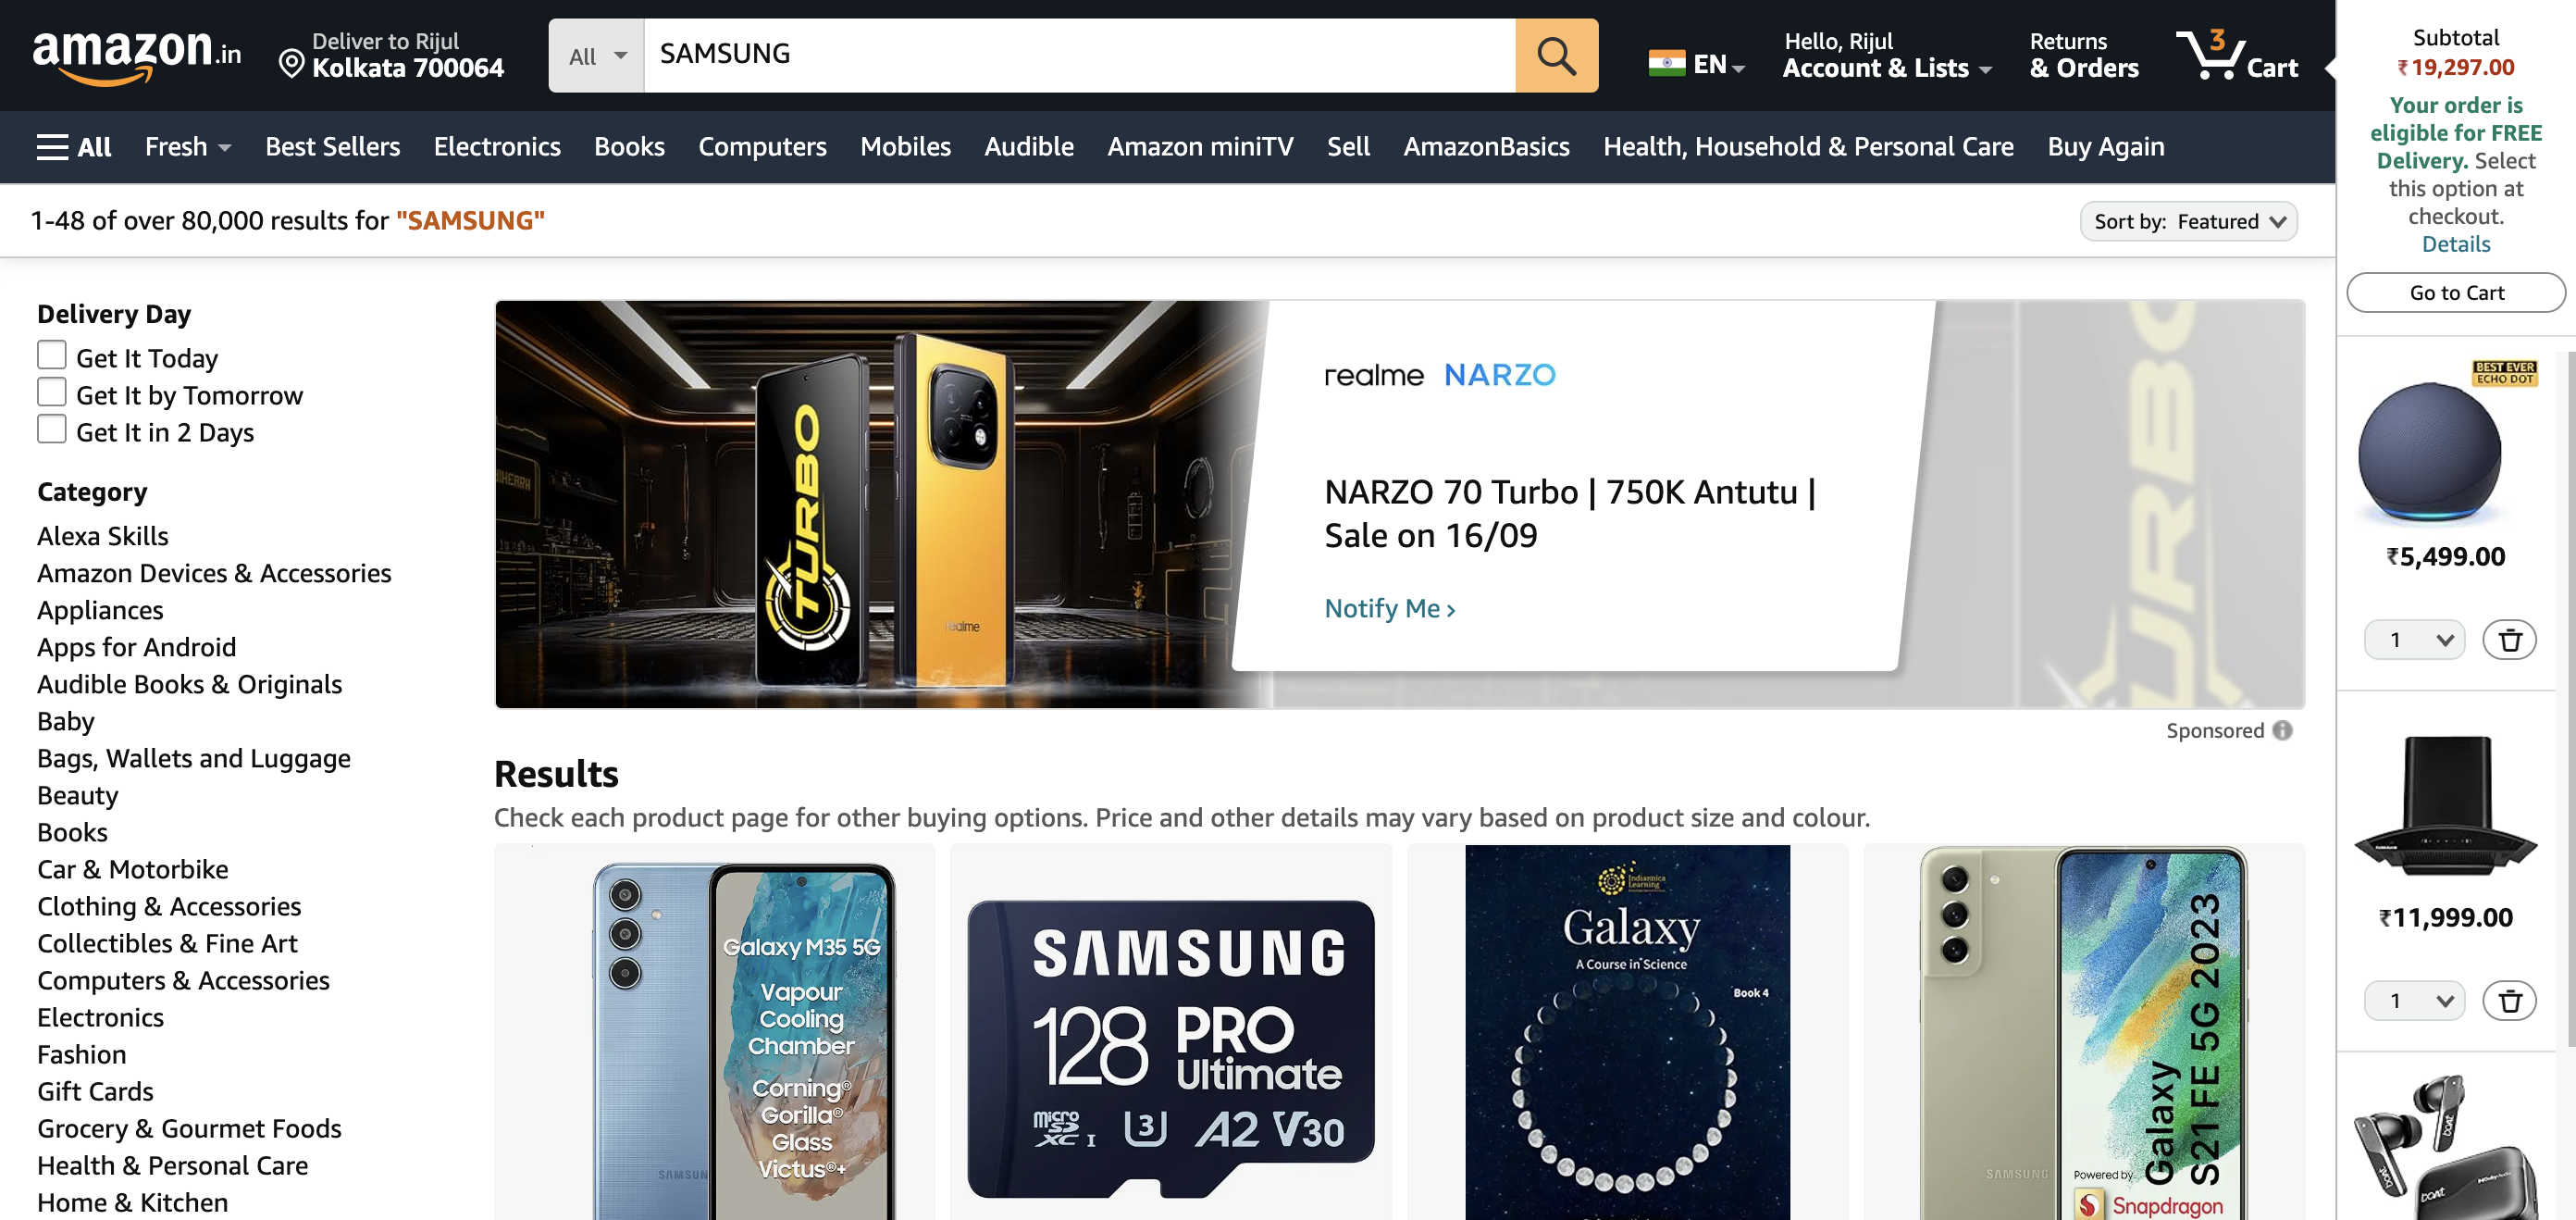 amazon.in
Deliver to Rijul
Kolkata 700064
All
SAMSUNG
EN
Hello, Rijul
Account & Lists
Returns
& Orders
3
Cart
All
Fresh
Best Sellers
Electronics
Books
Computers
Mobiles
Audible
Amazon miniTV
Sell
AmazonBasics
Health, Household & Personal Care
Buy Again
1-48 of over 80,000 results for "SAMSUNG"
Sort by: Featured
Delivery Day
Get It Today
Get It by Tomorrow
Get It in 2 Days
Category
Alexa Skills
Amazon Devices & Accessories
Appliances
Apps for Android
Audible Books & Originals
Baby
Bags, Wallets and Luggage
Beauty
Books
Car & Motorbike
Clothing & Accessories
Collectibles & Fine Art
Computers & Accessories
Electronics
Fashion
Gift Cards
Grocery & Gourmet Foods
Health & Personal Care
Home & Kitchen
TURBO
realme
realme NARZO
NARZO 70 Turbo | 750K Antutu |
Sale on 16/09
Notify Me ›
TURBO
Sponsored
Results
Check each product page for other buying options. Price and other details may vary based on product size and colour.
SAMSUNG
Galaxy M35 5G
Vapour
Cooling
Chamber
Corning®
Gorilla®
Glass
Victus®+
SAMSUNG
128 PRO
Ultimate
micro
SD
XC I U3 A2 V30
Indiannica
Learning
Galaxy
A Course in Science
Book 4
SAMSUNG
Galaxy
S21 FE 5G 2023
Powered by
Snapdragon
Subtotal
₹19,297.00
Your order is
eligible for FREE
Delivery. Select
this option at
checkout.
Details
Go to Cart
BEST EVER
ECHO DOT
₹5,499.00
1
₹11,999.00
1
boAt
boAt
boAt